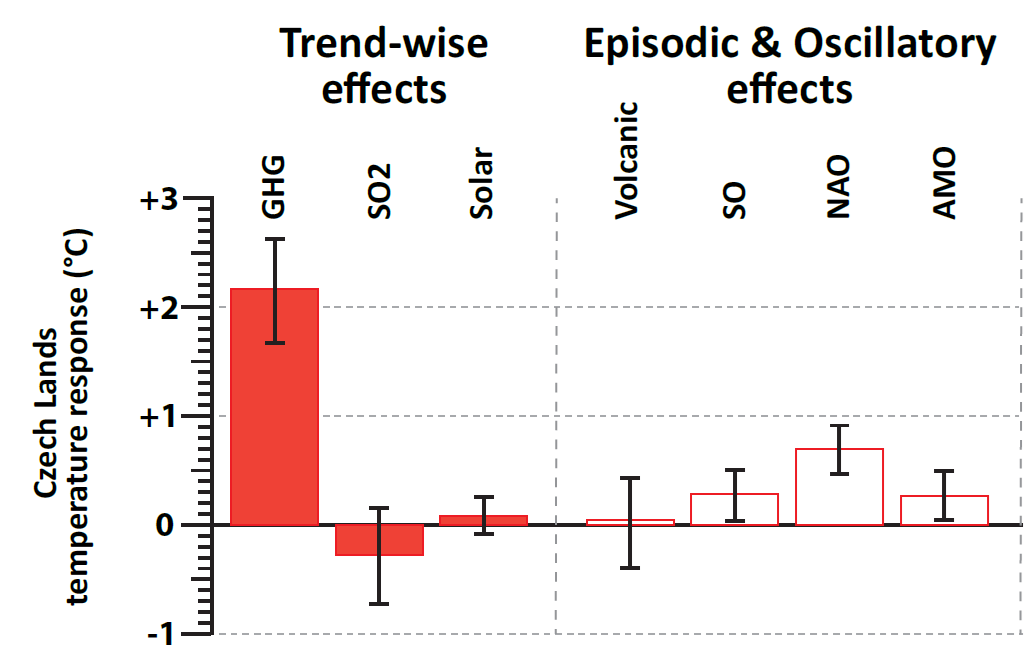 Trend-wise
effects
Episodic & Oscillatory
effects
GHG
SO2
Solar
Volcanic
SO
NAO
AMO
Czech Lands
temperature response (°C)
+3
+2
+1
0
-1